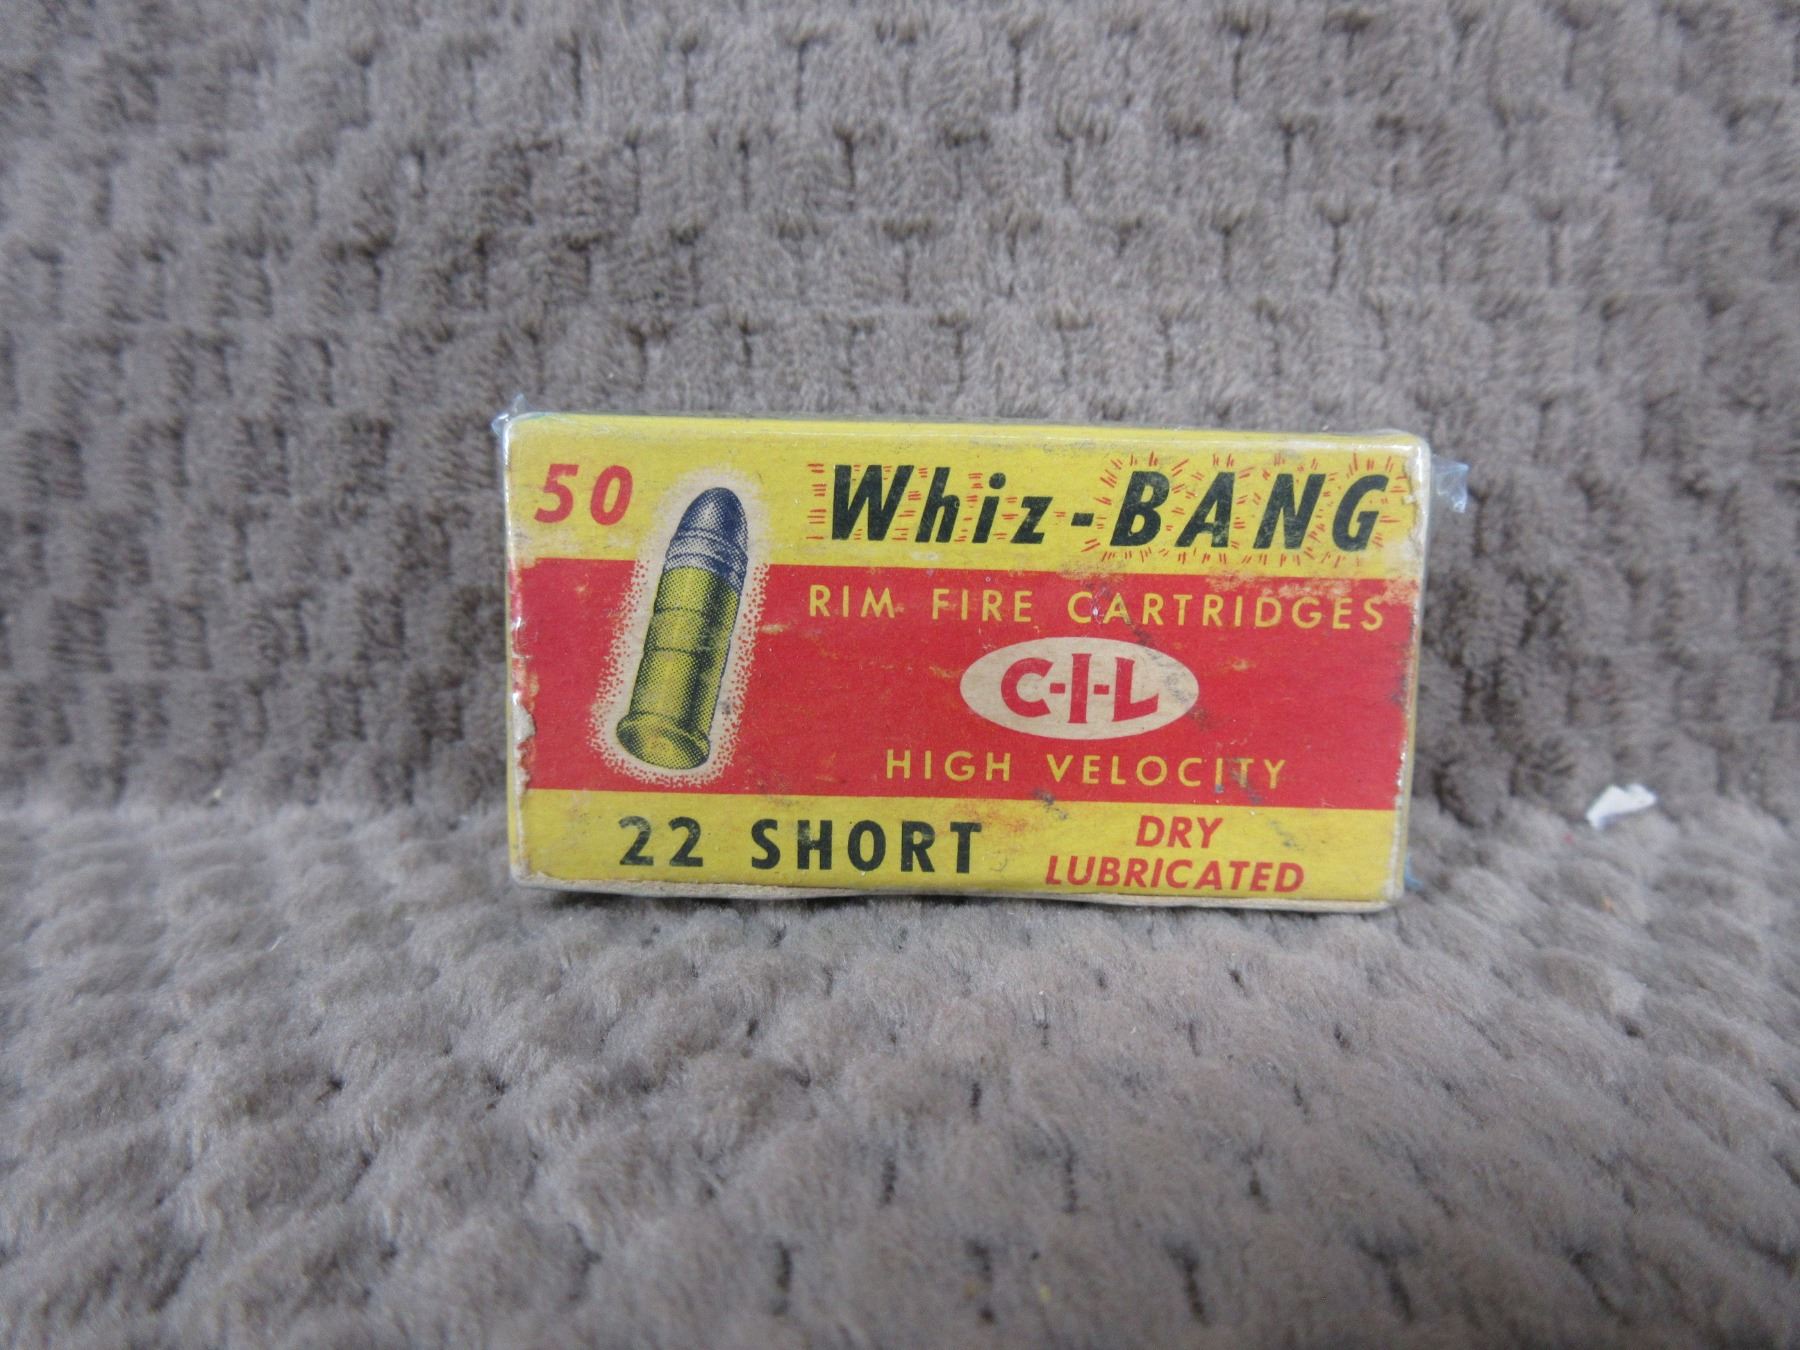 50
Whiz-BANG
RIM FIRE CARTRIDGES
C-I-L
HIGH VELOCITY
22 SHORT
DRY
LUBRICATED